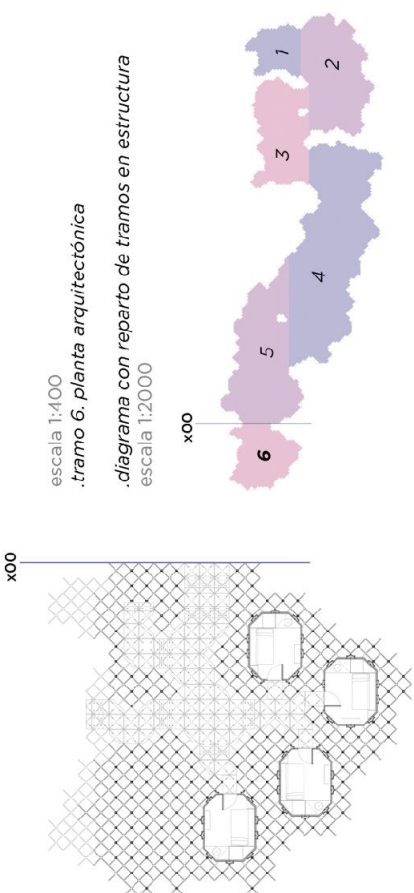 escala 1:400
.tramo 6. planta arquitectónica
.diagrama con reparto de tramos en estructura
escala 1:2000
x00
1
2
3
4
5
6
x00